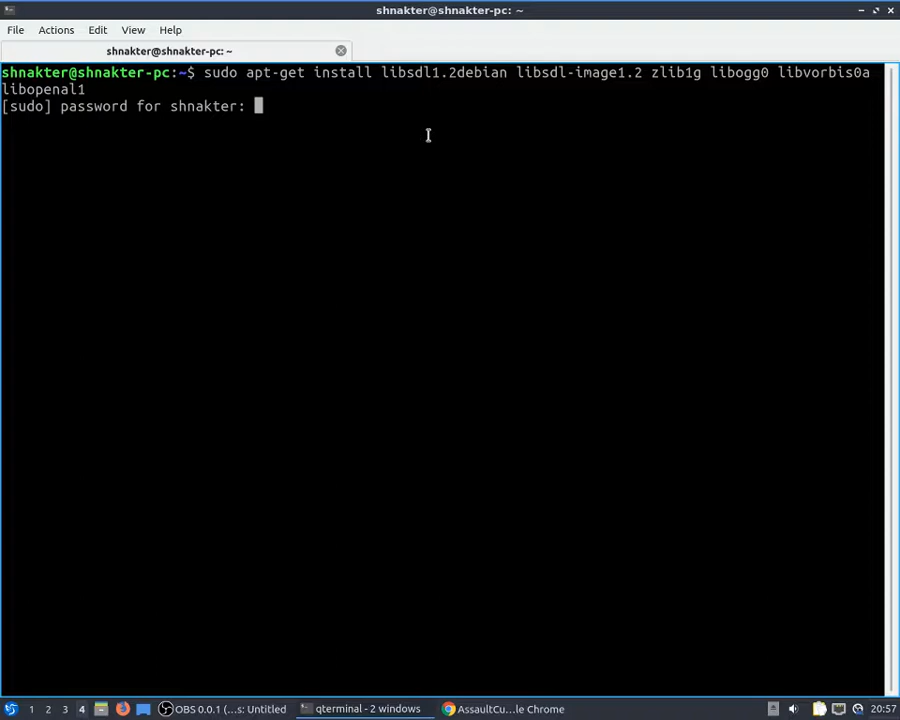 shnakter@shnakter-pc: ~
File Actions Edit View Help
shnakter@shnakter-pc: ~
shnakter@shnakter-pc:~$ sudo apt-get install libsdl1.2debian libsdl-image1.2 zlib1g libogg0 libvorbis0a
libopenal1
[sudo] password for shnakter:
1 2 3 4 OBS 0.0.1 (...s: Untitled qterminal - 2 windows AssaultCu...le Chrome 20:57